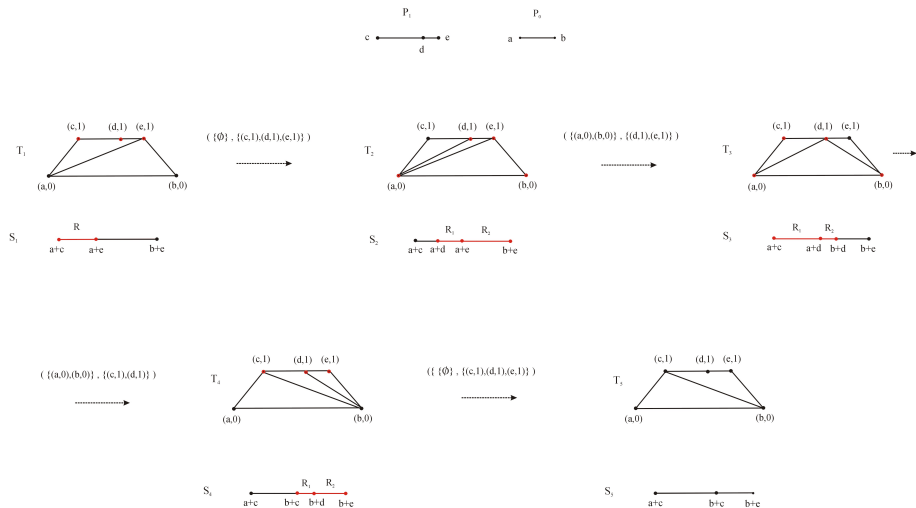 P₁ P₀
c d e a b
(c,1) (d,1) (e,1) (c,1) (d,1) (e,1) (c,1) (d,1) (e,1)
T₁ ( {∅} , {(c,1),(d,1),(e,1)} ) T₂ ( {(a,0),(b,0)} , {(d,1),(e,1)} ) T₃
(a,0) (b,0) (a,0) (b,0) (a,0) (b,0)
S₁ R S₂ R₁ R₂ S₃ R₁ R₂
a+c a+e b+e a+c a+d a+e b+e a+c a+d b+d b+e
(c,1) (d,1) (e,1) (c,1) (d,1) (e,1)
( {(a,0),(b,0)} , {(c,1),(d,1)} ) T₄ ({ {∅} , {(c,1),(d,1),(e,1)} ) T₅
(a,0) (b,0) (a,0) (b,0)
S₄ R₁ R₂ S₅
a+c b+c b+d b+e a+c b+c b+e